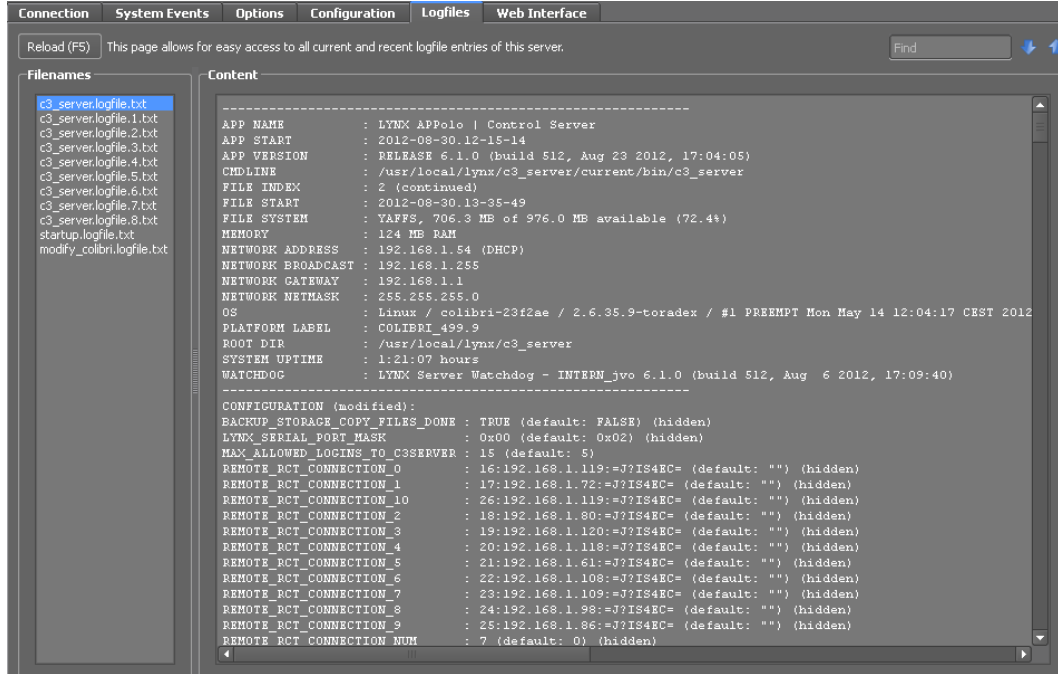 Connection System Events Options Configuration Logfiles Web Interface
Reload (F5) This page allows for easy access to all current and recent logfile entries of this server. Find
Filenames
c3_server.logfile.txt
c3_server.logfile.1.txt
c3_server.logfile.2.txt
c3_server.logfile.3.txt
c3_server.logfile.4.txt
c3_server.logfile.5.txt
c3_server.logfile.6.txt
c3_server.logfile.7.txt
c3_server.logfile.8.txt
startup.logfile.txt
modify_colibri.logfile.txt
Content
------------------------------------------------------------
APP NAME : LYNX APPolo | Control Server
APP START : 2012-08-30.12-15-14
APP VERSION : RELEASE 6.1.0 (build 512, Aug 23 2012, 17:04:05)
CMDLINE : /usr/local/lynx/c3_server/current/bin/c3_server
FILE INDEX : 2 (continued)
FILE START : 2012-08-30.13-35-49
FILE SYSTEM : YAFFS, 706.3 MB of 976.0 MB available (72.4%)
MEMORY : 124 MB RAM
NETWORK ADDRESS : 192.168.1.54 (DHCP)
NETWORK BROADCAST : 192.168.1.255
NETWORK GATEWAY : 192.168.1.1
NETWORK NETMASK : 255.255.255.0
OS : Linux / colibri-23f2ae / 2.6.35.9-toradex / #1 PREEMPT Mon May 14 12:04:17 CEST 2012
PLATFORM LABEL : COLIBRI_499.9
ROOT DIR : /usr/local/lynx/c3_server
SYSTEM UPTIME : 1:21:07 hours
WATCHDOG : LYNX Server Watchdog - INTERN_jvo 6.1.0 (build 512, Aug 6 2012, 17:09:40)
------------------------------------------------------------
CONFIGURATION (modified):
BACKUP_STORAGE_COPY_FILES_DONE : TRUE (default: FALSE) (hidden)
LYNX_SERIAL_PORT_MASK : 0x00 (default: 0x02) (hidden)
MAX_ALLOWED_LOGINS_TO_C3SERVER : 15 (default: 5)
REMOTE_RCT_CONNECTION_0 : 16:192.168.1.119:=J?IS4EC= (default: "") (hidden)
REMOTE_RCT_CONNECTION_1 : 17:192.168.1.72:=J?IS4EC= (default: "") (hidden)
REMOTE_RCT_CONNECTION_10 : 26:192.168.1.119:=J?IS4EC= (default: "") (hidden)
REMOTE_RCT_CONNECTION_2 : 18:192.168.1.80:=J?IS4EC= (default: "") (hidden)
REMOTE_RCT_CONNECTION_3 : 19:192.168.1.120:=J?IS4EC= (default: "") (hidden)
REMOTE_RCT_CONNECTION_4 : 20:192.168.1.118:=J?IS4EC= (default: "") (hidden)
REMOTE_RCT_CONNECTION_5 : 21:192.168.1.61:=J?IS4EC= (default: "") (hidden)
REMOTE_RCT_CONNECTION_6 : 22:192.168.1.108:=J?IS4EC= (default: "") (hidden)
REMOTE_RCT_CONNECTION_7 : 23:192.168.1.109:=J?IS4EC= (default: "") (hidden)
REMOTE_RCT_CONNECTION_8 : 24:192.168.1.98:=J?IS4EC= (default: "") (hidden)
REMOTE_RCT_CONNECTION_9 : 25:192.168.1.86:=J?IS4EC= (default: "") (hidden)
REMOTE_RCT_CONNECTION_NUM : 7 (default: 0) (hidden)